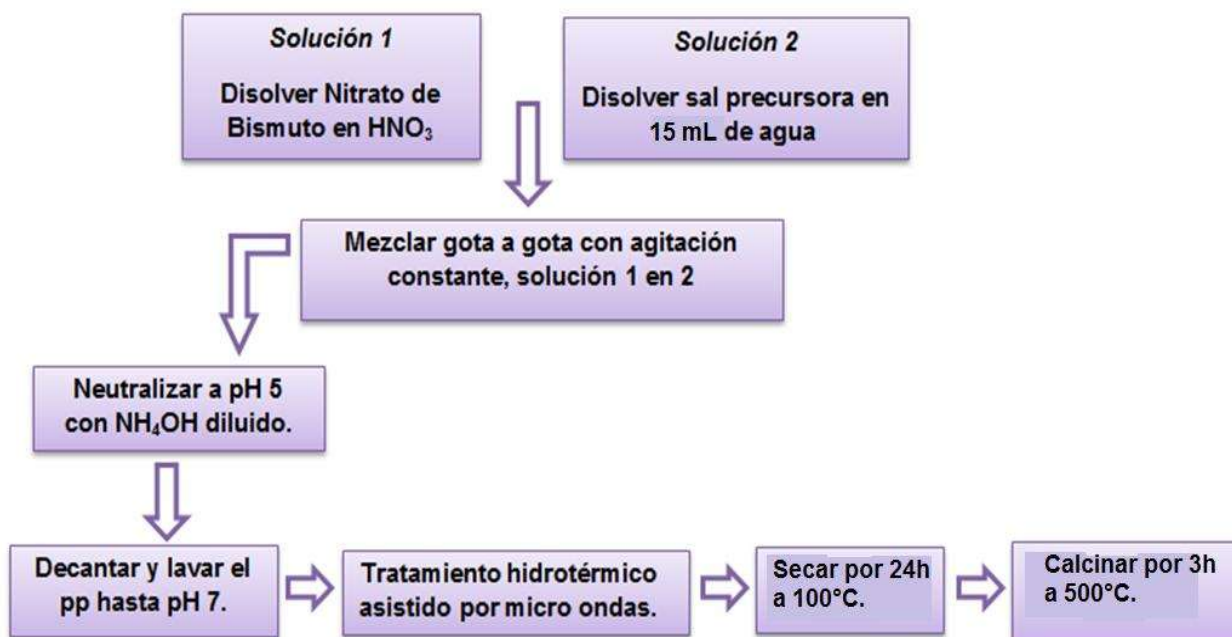 Solución 1
Disolver Nitrato de
Bismuto en HNO₃
Solución 2
Disolver sal precursora en
15 mL de agua
Mezclar gota a gota con agitación
constante, solución 1 en 2
Neutralizar a pH 5
con NH₄OH diluido.
Decantar y lavar el
pp hasta pH 7.
Tratamiento hidrotérmico
asistido por micro ondas.
Secar por 24h
a 100°C.
Calcinar por 3h
a 500°C.